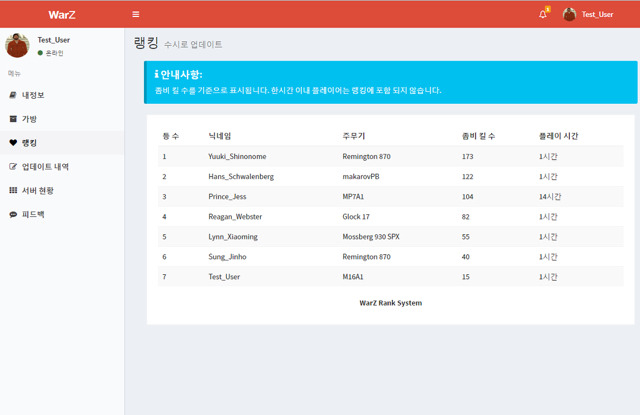 WarZ
1
Test_User
Test_User
온라인
메뉴
내정보
가방
랭킹
업데이트 내역
서버 현황
피드백
랭킹 수시로 업데이트
안내사항:
좀비 킬 수를 기준으로 표시됩니다. 한시간 이내 플레이어는 랭킹에 포함 되지 않습니다.
등 수 닉네임 주무기 좀비 킬 수 플레이 시간
1 Yuuki_Shinonome Remington 870 173 1시간
2 Hans_Schwalenberg makarovPB 122 1시간
3 Prince_Jess MP7A1 104 14시간
4 Reagan_Webster Glock 17 82 1시간
5 Lynn_Xiaoming Mossberg 930 SPX 55 1시간
6 Sung_Jinho Remington 870 40 1시간
7 Test_User M16A1 15 1시간
WarZ Rank System